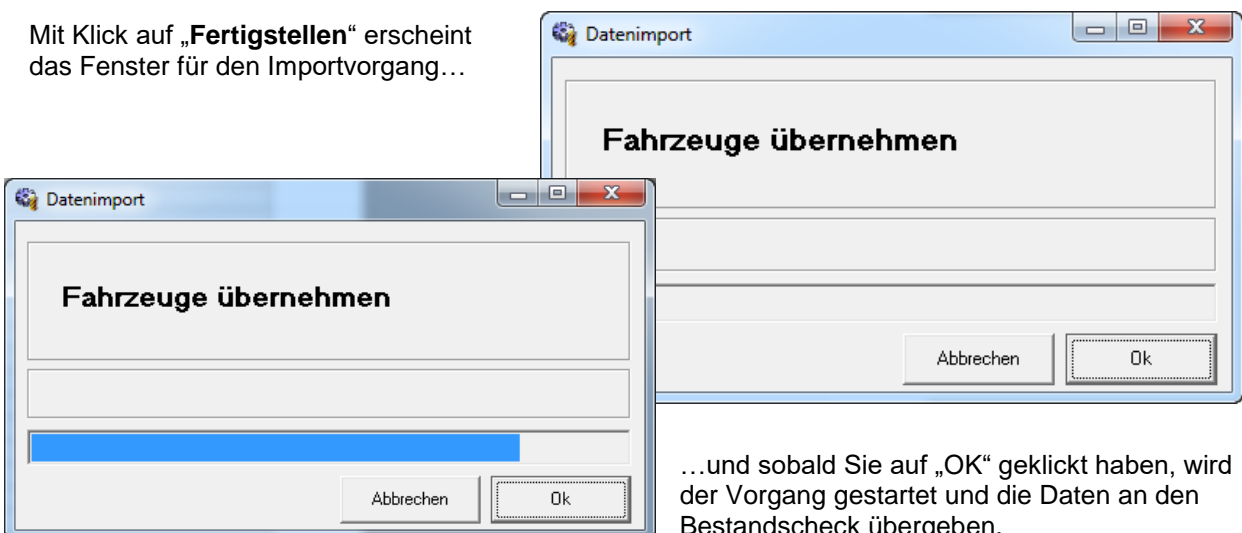 Mit Klick auf „Fertigstellen“ erscheint
das Fenster für den Importvorgang…
Datenimport
Fahrzeuge übernehmen
Abbrechen
Ok
Datenimport
Fahrzeuge übernehmen
Abbrechen
Ok
…und sobald Sie auf „OK“ geklickt haben, wird
der Vorgang gestartet und die Daten an den
Bestandscheck übergeben.